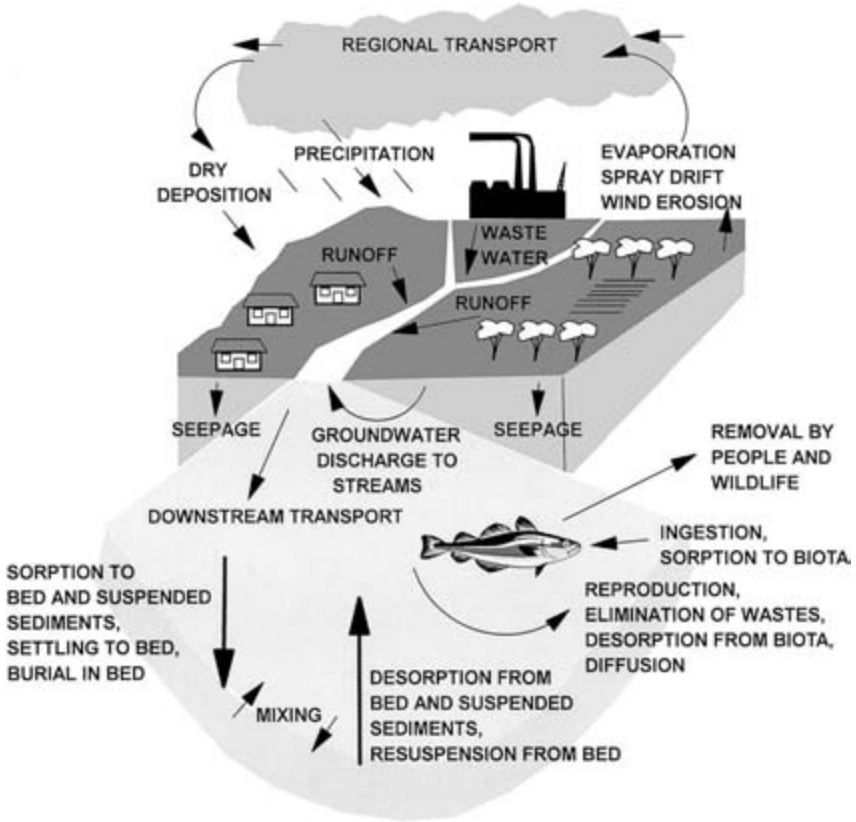 REGIONAL TRANSPORT
PRECIPITATION
DRY
DEPOSITION
EVAPORATION
SPRAY DRIFT
WIND EROSION
WASTE
WATER
RUNOFF
RUNOFF
SEEPAGE
GROUNDWATER
DISCHARGE TO
STREAMS
SEEPAGE
REMOVAL BY
PEOPLE AND
WILDLIFE
DOWNSTREAM TRANSPORT
INGESTION,
SORPTION TO BIOTA
SORPTION TO
BED AND SUSPENDED
SEDIMENTS,
SETTLING TO BED,
BURIAL IN BED
REPRODUCTION,
ELIMINATION OF WASTES,
DESORPTION FROM BIOTA,
DIFFUSION
MIXING
DESORPTION FROM
BED AND SUSPENDED
SEDIMENTS,
RESUSPENSION FROM BED